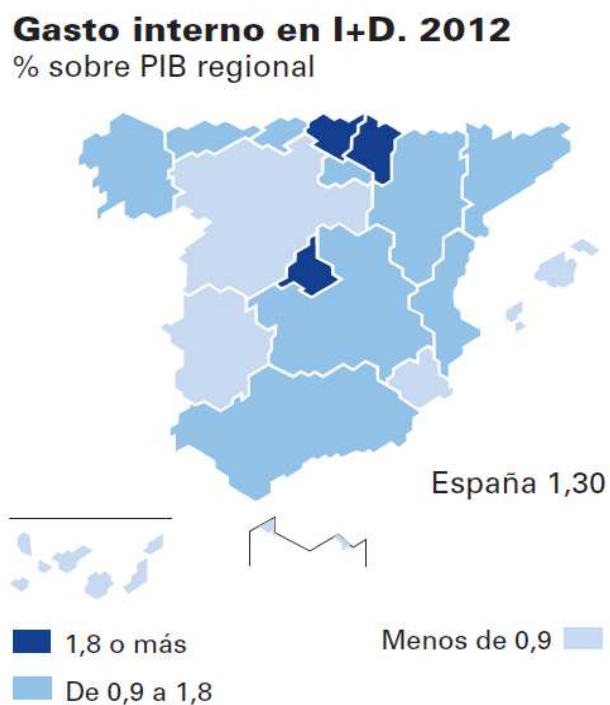 Gasto interno en I+D. 2012
% sobre PIB regional
España 1,30
1,8 o más
Menos de 0,9
De 0,9 a 1,8